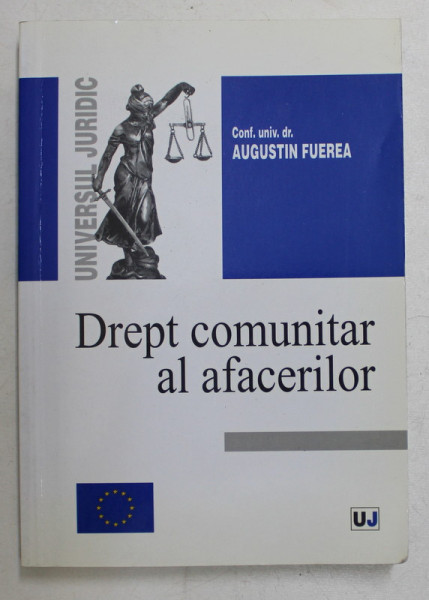 UNIVERSUL JURIDIC
Conf. univ. dr.
AUGUSTIN FUEREA
Drept comunitar
al afacerilor
UJ